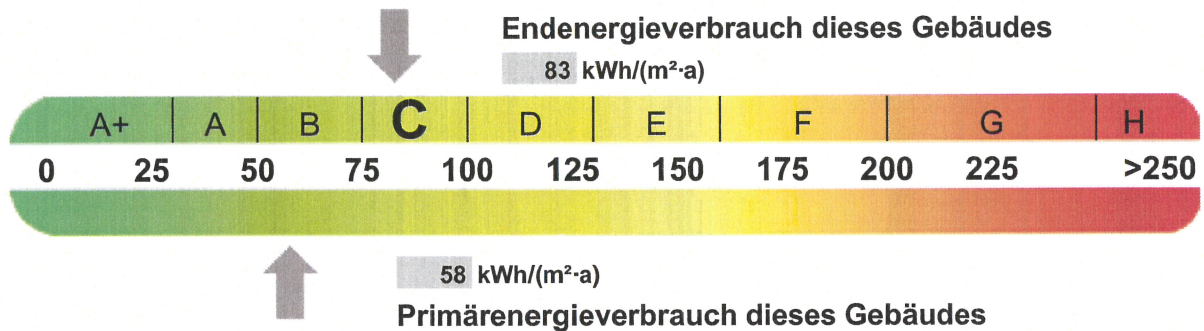 Endenergieverbrauch dieses Gebäudes
83 kWh/(m²·a)
A+ A B C D E F G H
0 25 50 75 100 125 150 175 200 225 >250
58 kWh/(m²·a)
Primärenergieverbrauch dieses Gebäudes